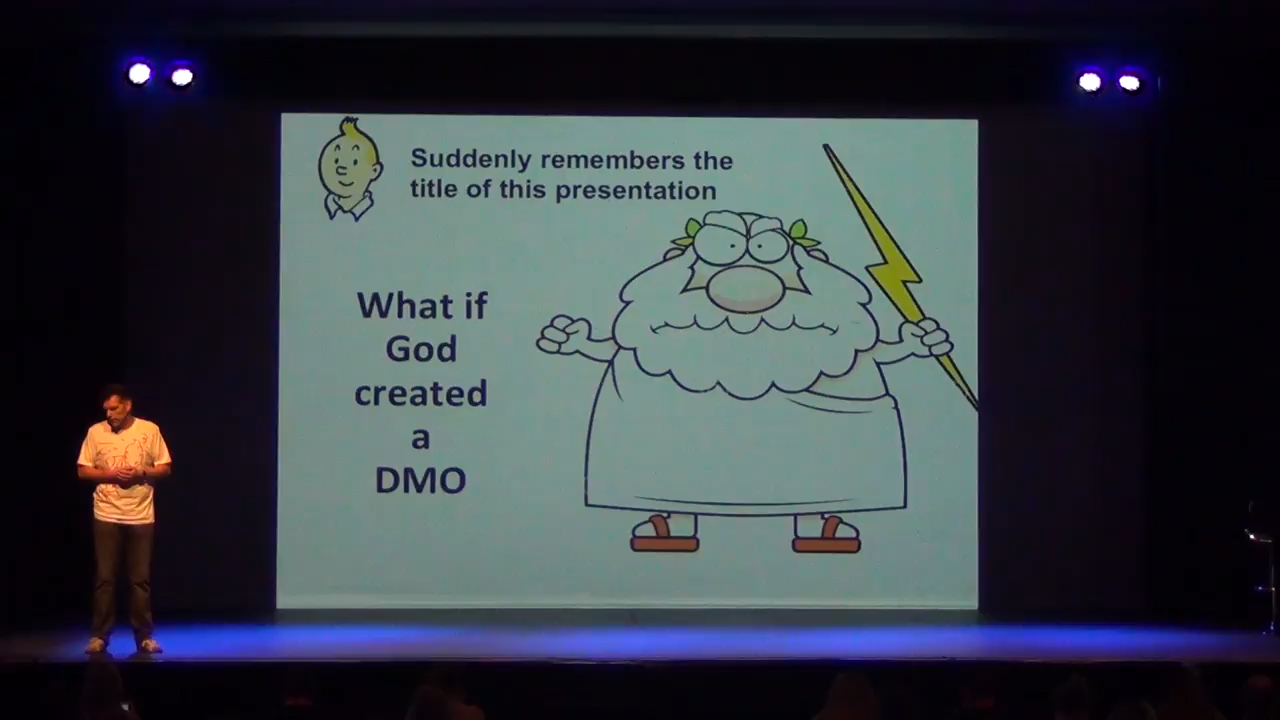 Suddenly remembers the
title of this presentation
What if
God
created
a
DMO